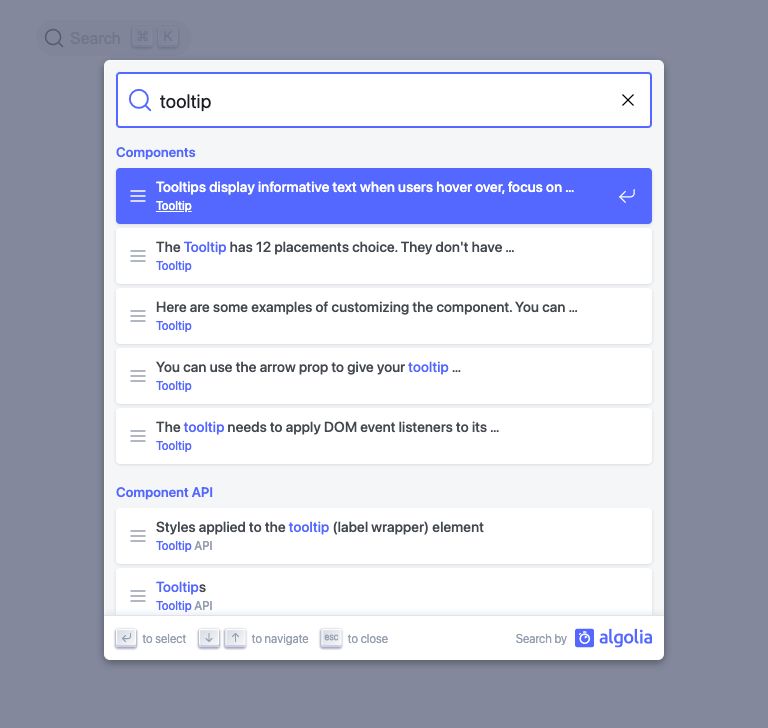 Search ⌘ K
tooltip
Components
Tooltips display informative text when users hover over, focus on ...
Tooltip
The Tooltip has 12 placements choice. They don't have ...
Tooltip
Here are some examples of customizing the component. You can ...
Tooltip
You can use the arrow prop to give your tooltip ...
Tooltip
The tooltip needs to apply DOM event listeners to its ...
Tooltip
Component API
Styles applied to the tooltip (label wrapper) element
Tooltip API
Tooltips
Tooltip API
to select to navigate esc to close Search by algolia